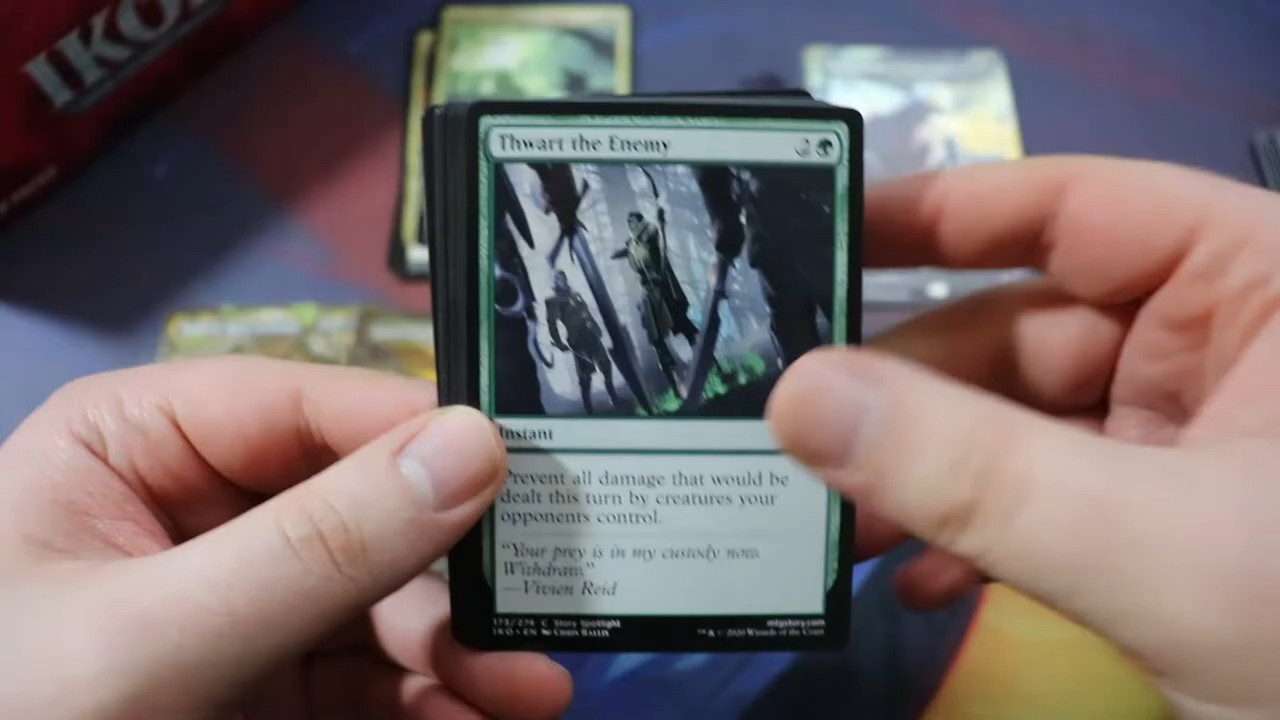 IKO
Thwart the Enemy
2
Instant
Prevent all damage that would be
dealt this turn by creatures your
opponents control.
"Your prey is in my custody now.
Withdraw."
—Vivien Reid
173/274 C Story Spotlight
mtgstory.com
IKO • EN Chris Rallis
™ & © 2020 Wizards of the Coast